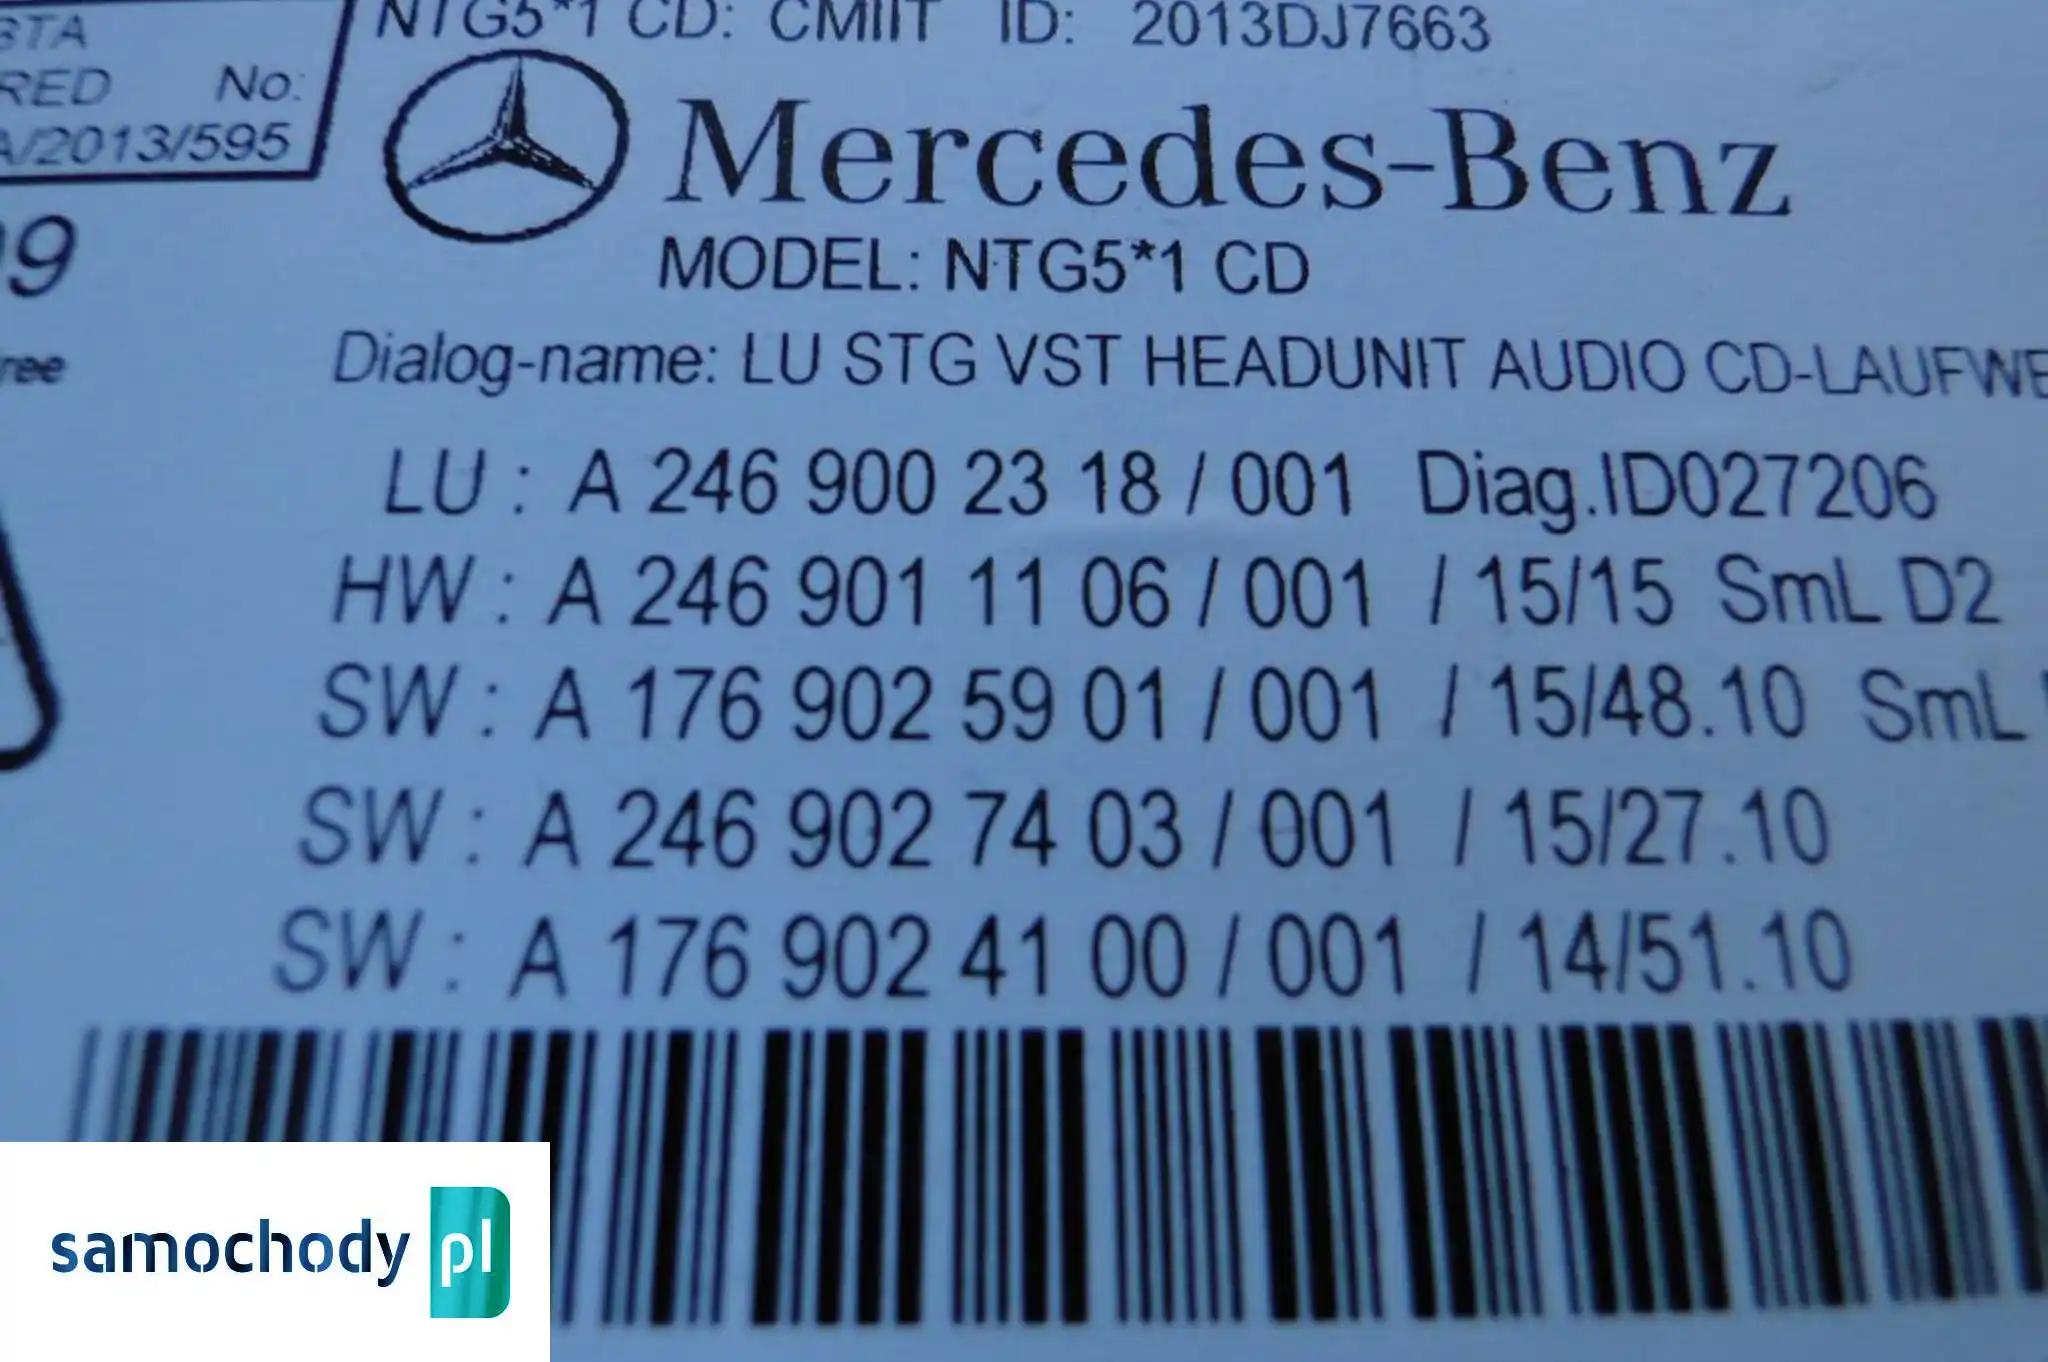 NTG5*1 CD: CMIIT ID: 2013DJ7663
RED No:
A/2013/595
Mercedes-Benz
MODEL: NTG5*1 CD
Dialog-name: LU STG VST HEADUNIT AUDIO CD-LAUFWE
LU : A 246 900 23 18 / 001 Diag.ID027206
HW : A 246 901 11 06 / 001 / 15/15 SmL D2
SW : A 176 902 59 01 / 001 / 15/48.10 SmL
SW : A 246 902 74 03 / 001 / 15/27.10
SW : A 176 902 41 00 / 001 / 14/51.10
samochody pl